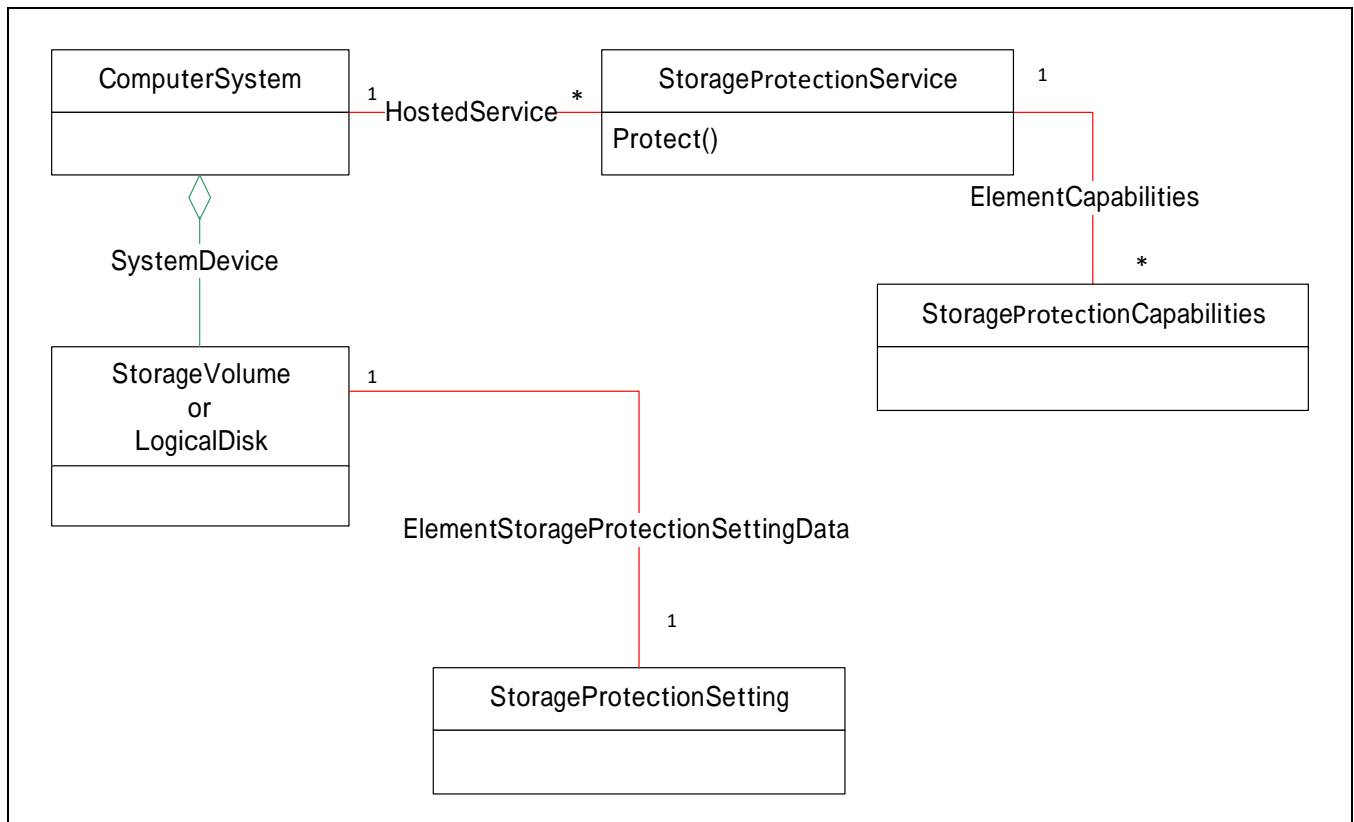 ComputerSystem
1
HostedService
*
StorageProtectionService
Protect()
1
ElementCapabilities
*
StorageProtectionCapabilities
SystemDevice
StorageVolume
or
LogicalDisk
1
ElementStorageProtectionSettingData
1
StorageProtectionSetting